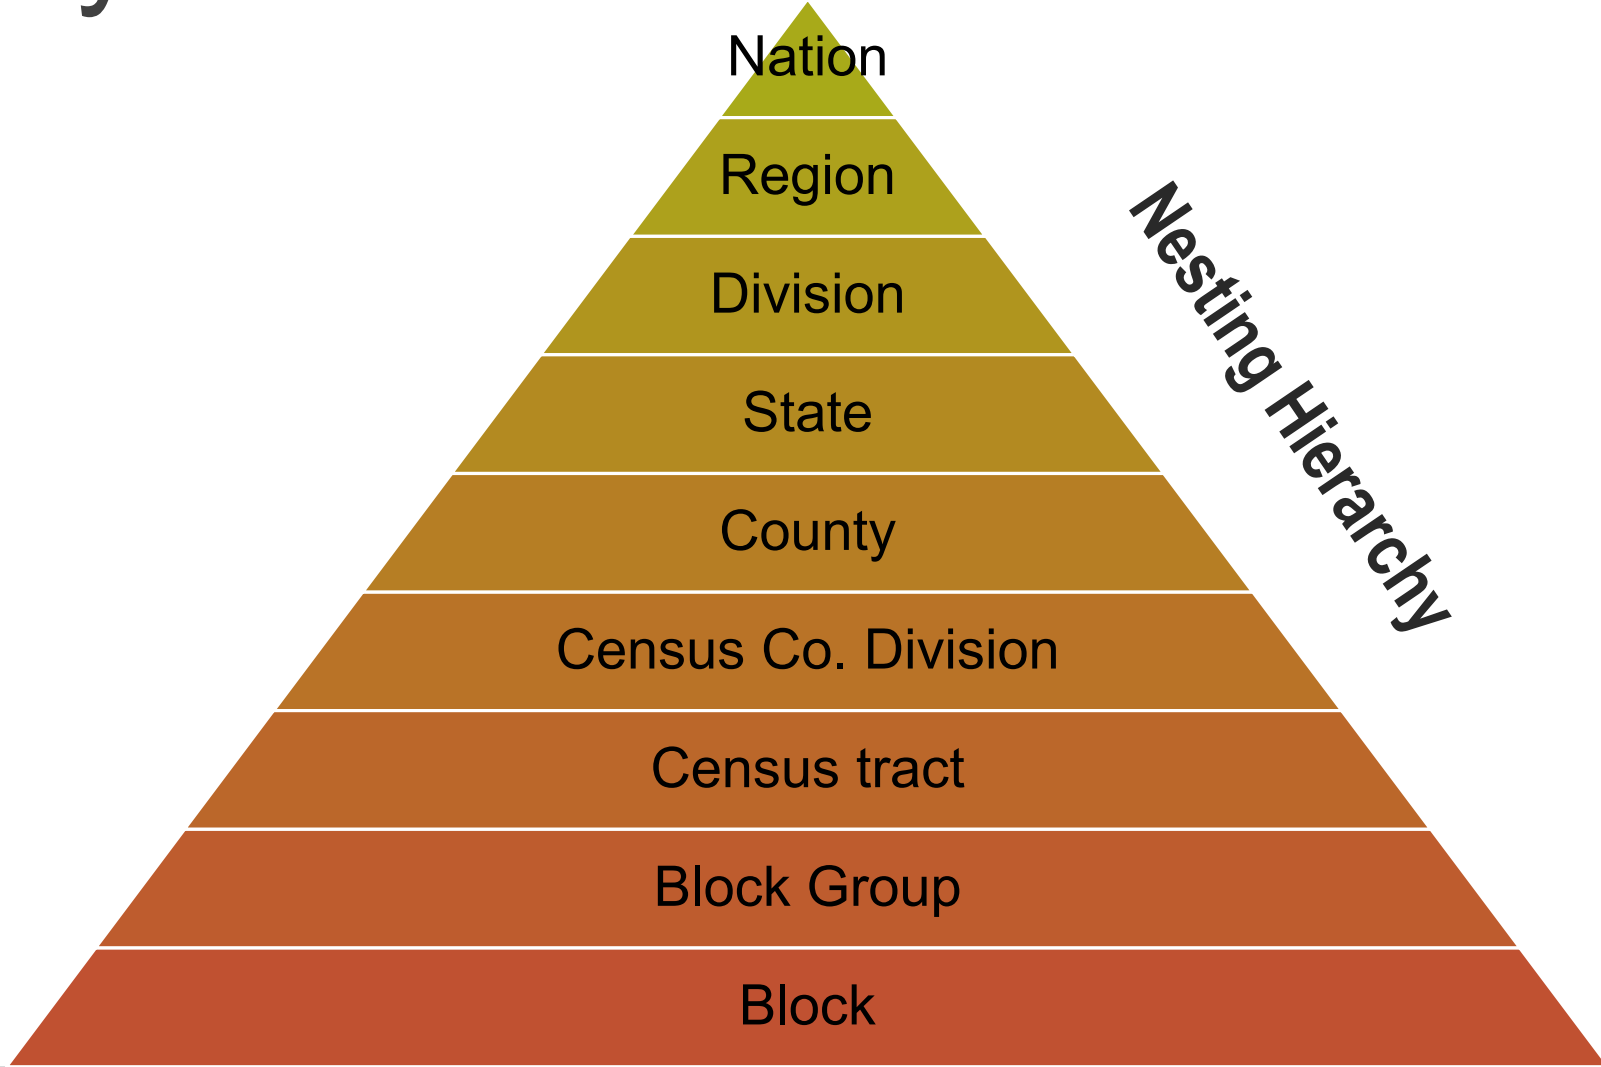 Nation
Region
Division
State
County
Census Co. Division
Census tract
Block Group
Block
Nesting Hierarchy